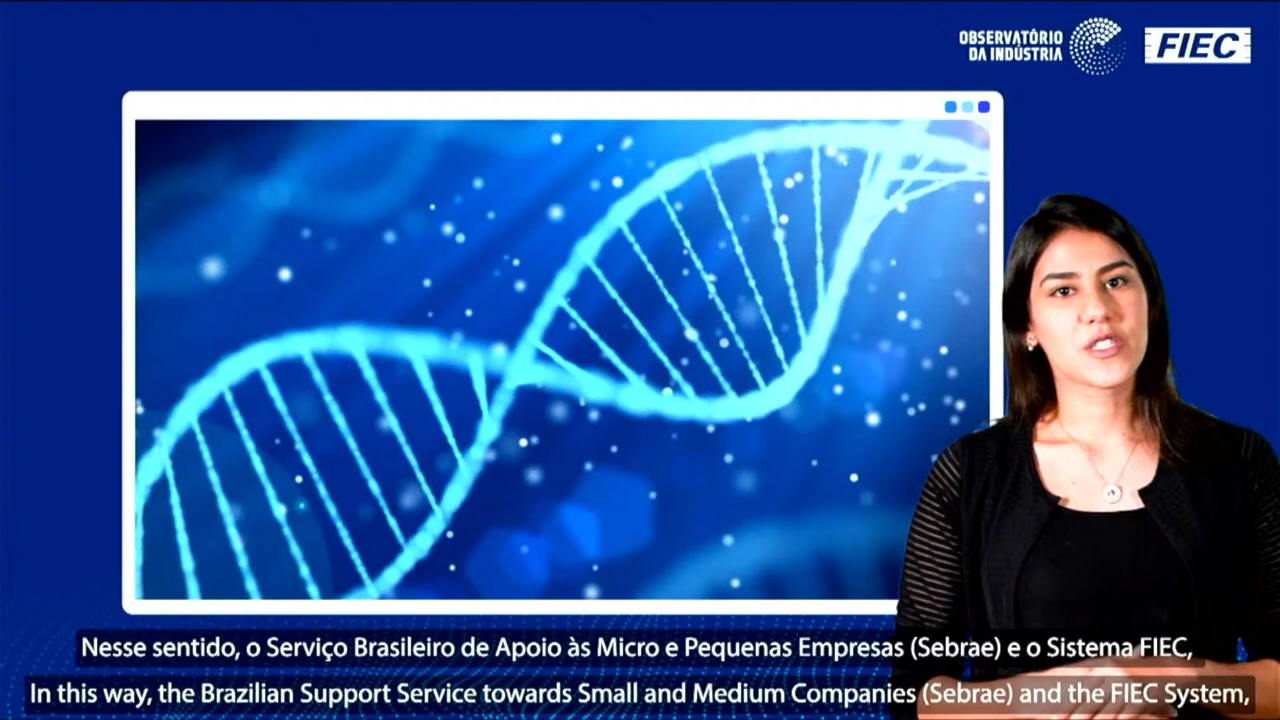 OBSERVATÓRIO
DA INDÚSTRIA
FIEC
Nesse sentido, o Serviço Brasileiro de Apoio às Micro e Pequenas Empresas (Sebrae) e o Sistema FIEC,
In this way, the Brazilian Support Service towards Small and Medium Companies (Sebrae) and the FIEC System,